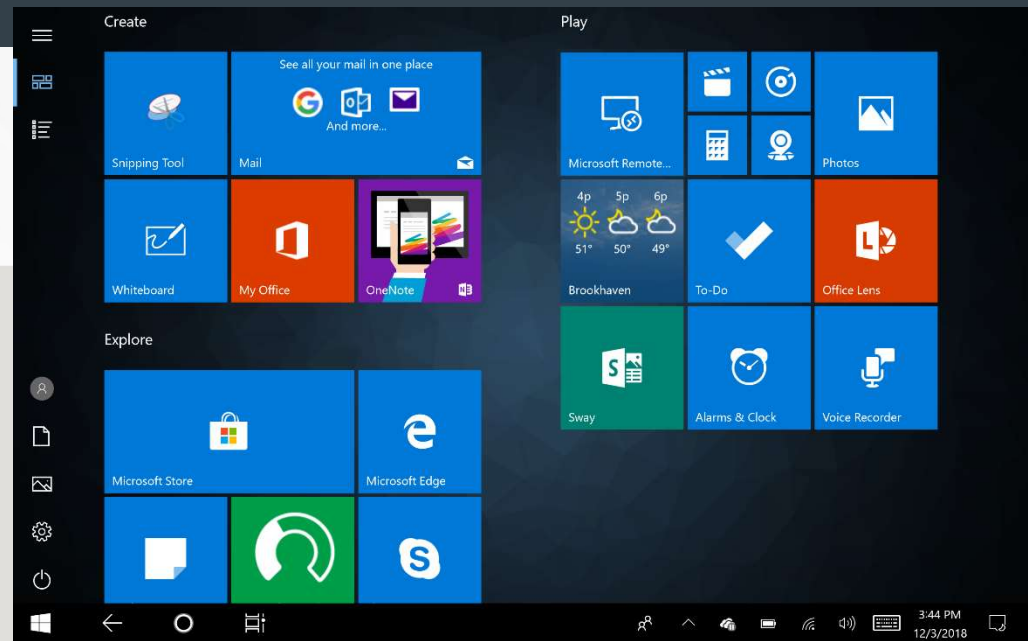 Create
See all your mail in one place
And more...
Snipping Tool
Mail
Whiteboard
My Office
OneNote
N
Explore
Microsoft Store
Microsoft Edge
S
Play
Microsoft Remote...
Photos
4p 5p 6p
51° 50° 49°
Brookhaven
To-Do
Office Lens
Sway
Alarms & Clock
Voice Recorder
3:44 PM
12/3/2018